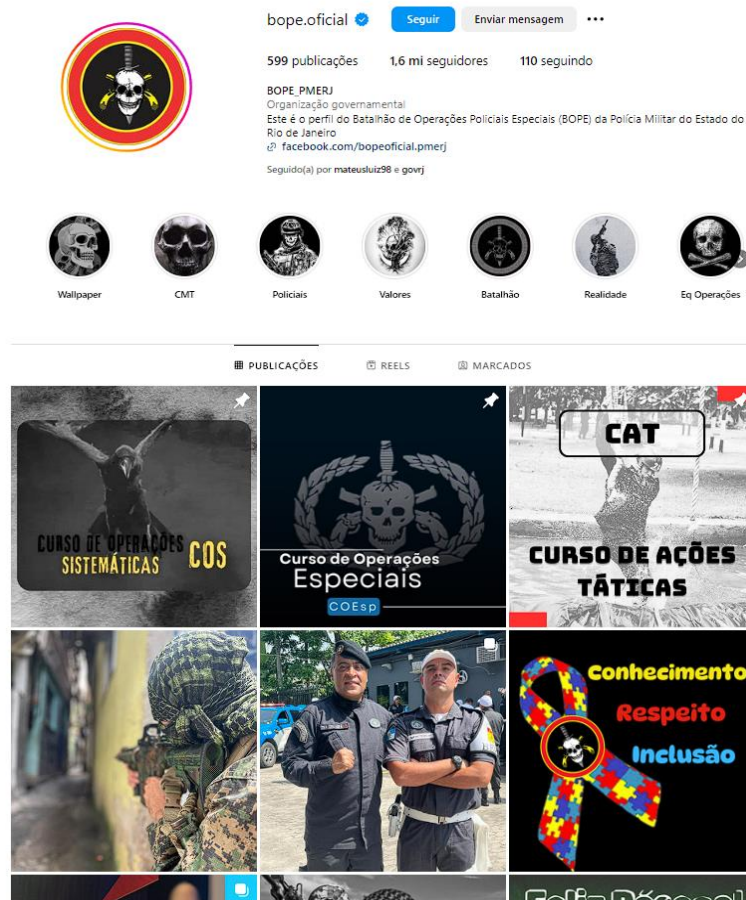 bope.oficial
Seguir
Enviar mensagem
599 publicações
1,6 mi seguidores
110 seguindo
BOPE_PMERJ
Organização governamental
Este é o perfil do Batalhão de Operações Policiais Especiais (BOPE) da Polícia Militar do Estado do
Rio de Janeiro
facebook.com/bopeoficial.pmerj
Seguido(a) por mateusluiz98 e govrj
Wallpaper
CMT
Policiais
Valores
Batalhão
Realidade
Eq Operações
PUBLICAÇÕES
REELS
MARCADOS
CURSO DE OPERAÇÕES
SISTEMÁTICAS
COS
Curso de Operações
Especiais
COEsp
CAT
CURSO DE AÇÕES
TÁTICAS
Conhecimento
Respeito
Inclusão